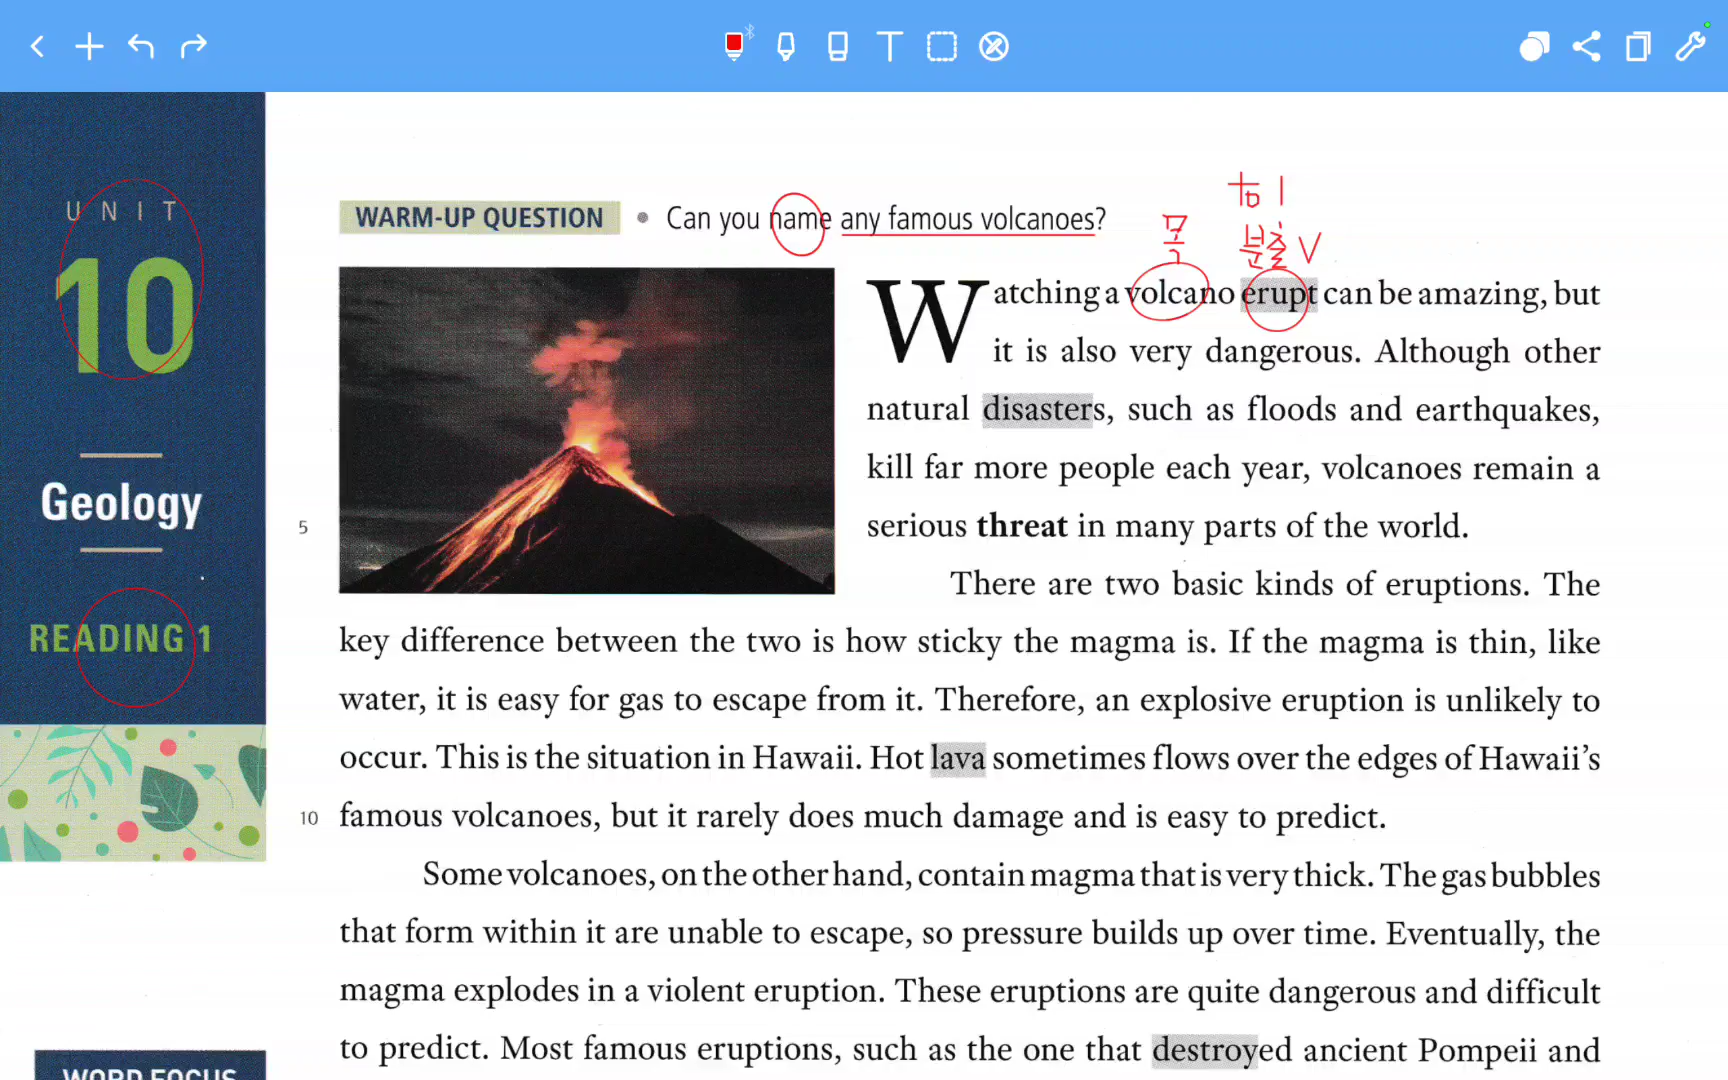 UNIT
10
Geology
READING 1
WARM-UP QUESTION • Can you name any famous volcanoes?
분출 V
Watching a volcano erupt can be amazing, but
it is also very dangerous. Although other
natural disasters, such as floods and earthquakes,
kill far more people each year, volcanoes remain a
5 serious threat in many parts of the world.
There are two basic kinds of eruptions. The
key difference between the two is how sticky the magma is. If the magma is thin, like
water, it is easy for gas to escape from it. Therefore, an explosive eruption is unlikely to
occur. This is the situation in Hawaii. Hot lava sometimes flows over the edges of Hawaii’s
10 famous volcanoes, but it rarely does much damage and is easy to predict.
Some volcanoes, on the other hand, contain magma that is very thick. The gas bubbles
that form within it are unable to escape, so pressure builds up over time. Eventually, the
magma explodes in a violent eruption. These eruptions are quite dangerous and difficult
to predict. Most famous eruptions, such as the one that destroyed ancient Pompeii and
WORD FOCUS